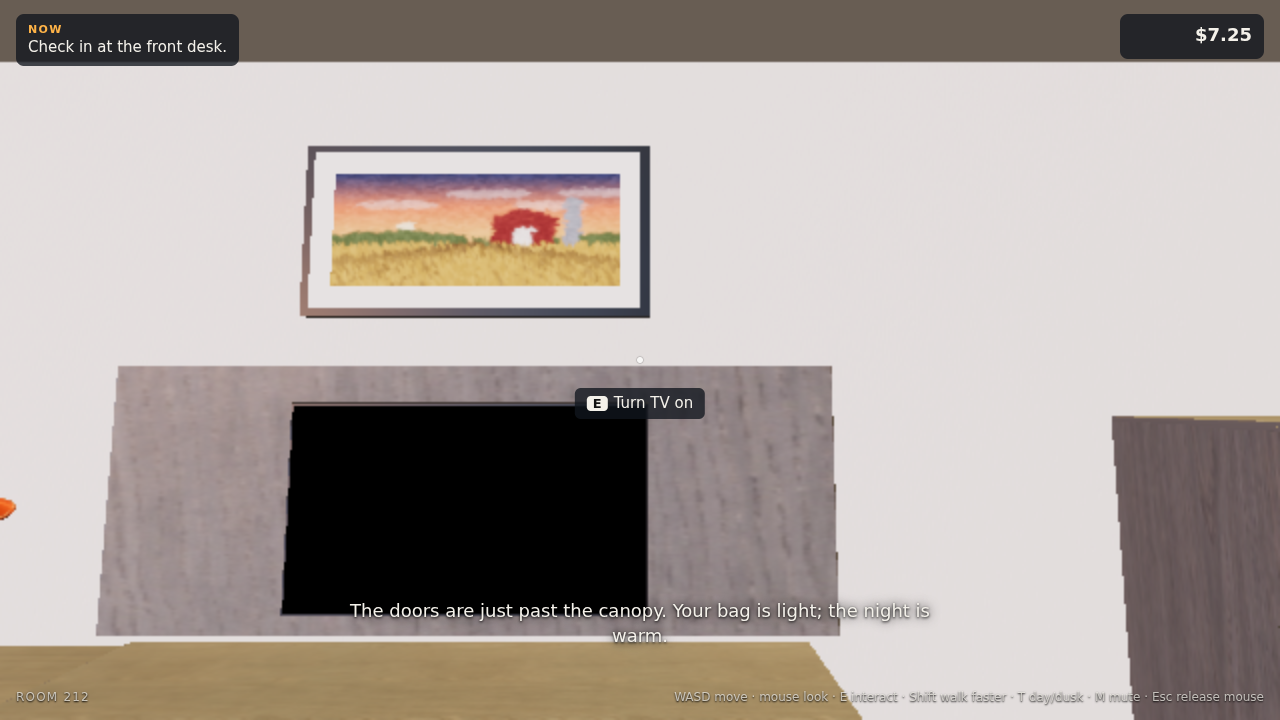 NOW
Check in at the front desk.
$7.25
E Turn TV on
The doors are just past the canopy. Your bag is light; the night is
warm.
ROOM 212
WASD move · mouse look · E interact · Shift walk faster · T day/dusk · M mute · Esc release mouse